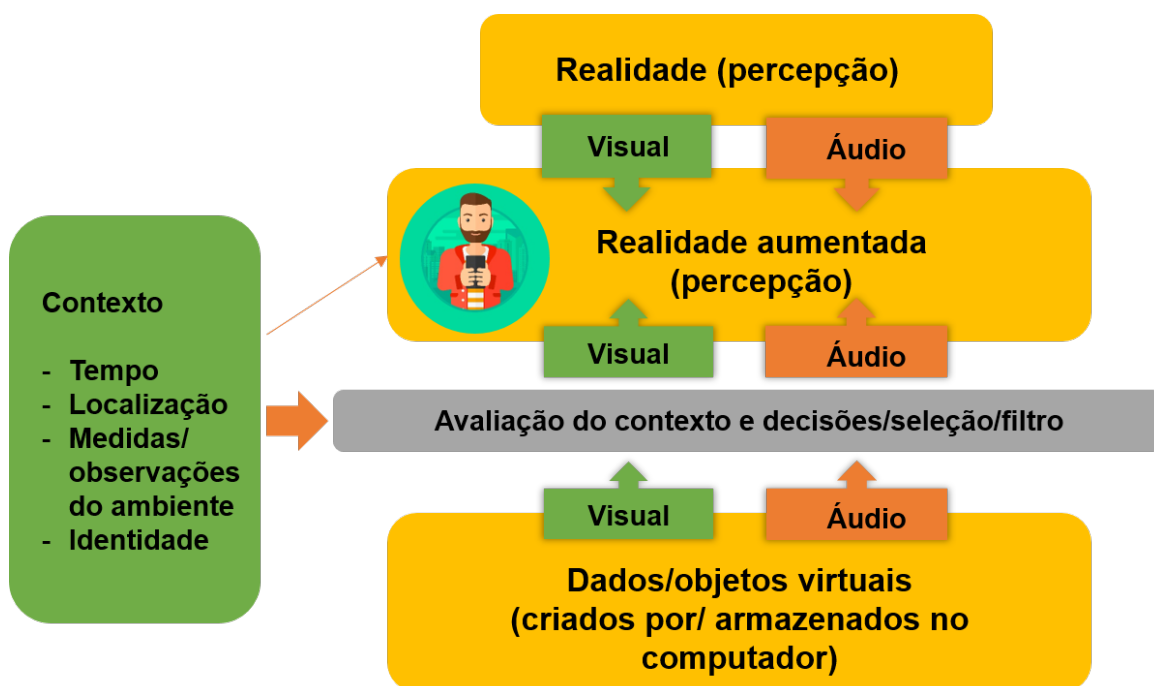 Realidade (percepção)
Visual
Áudio
Realidade aumentada
(percepção)
Contexto
- Tempo
- Localização
- Medidas/
observações
do ambiente
- Identidade
Visual
Áudio
Avaliação do contexto e decisões/seleção/filtro
Visual
Áudio
Dados/objetos virtuais
(criados por/ armazenados no
computador)